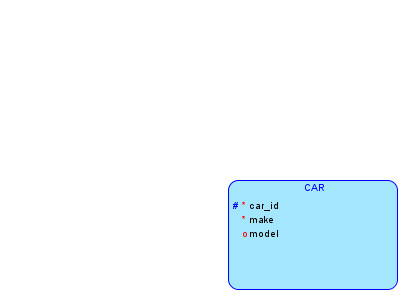 CAR
# * car_id
* make
o model